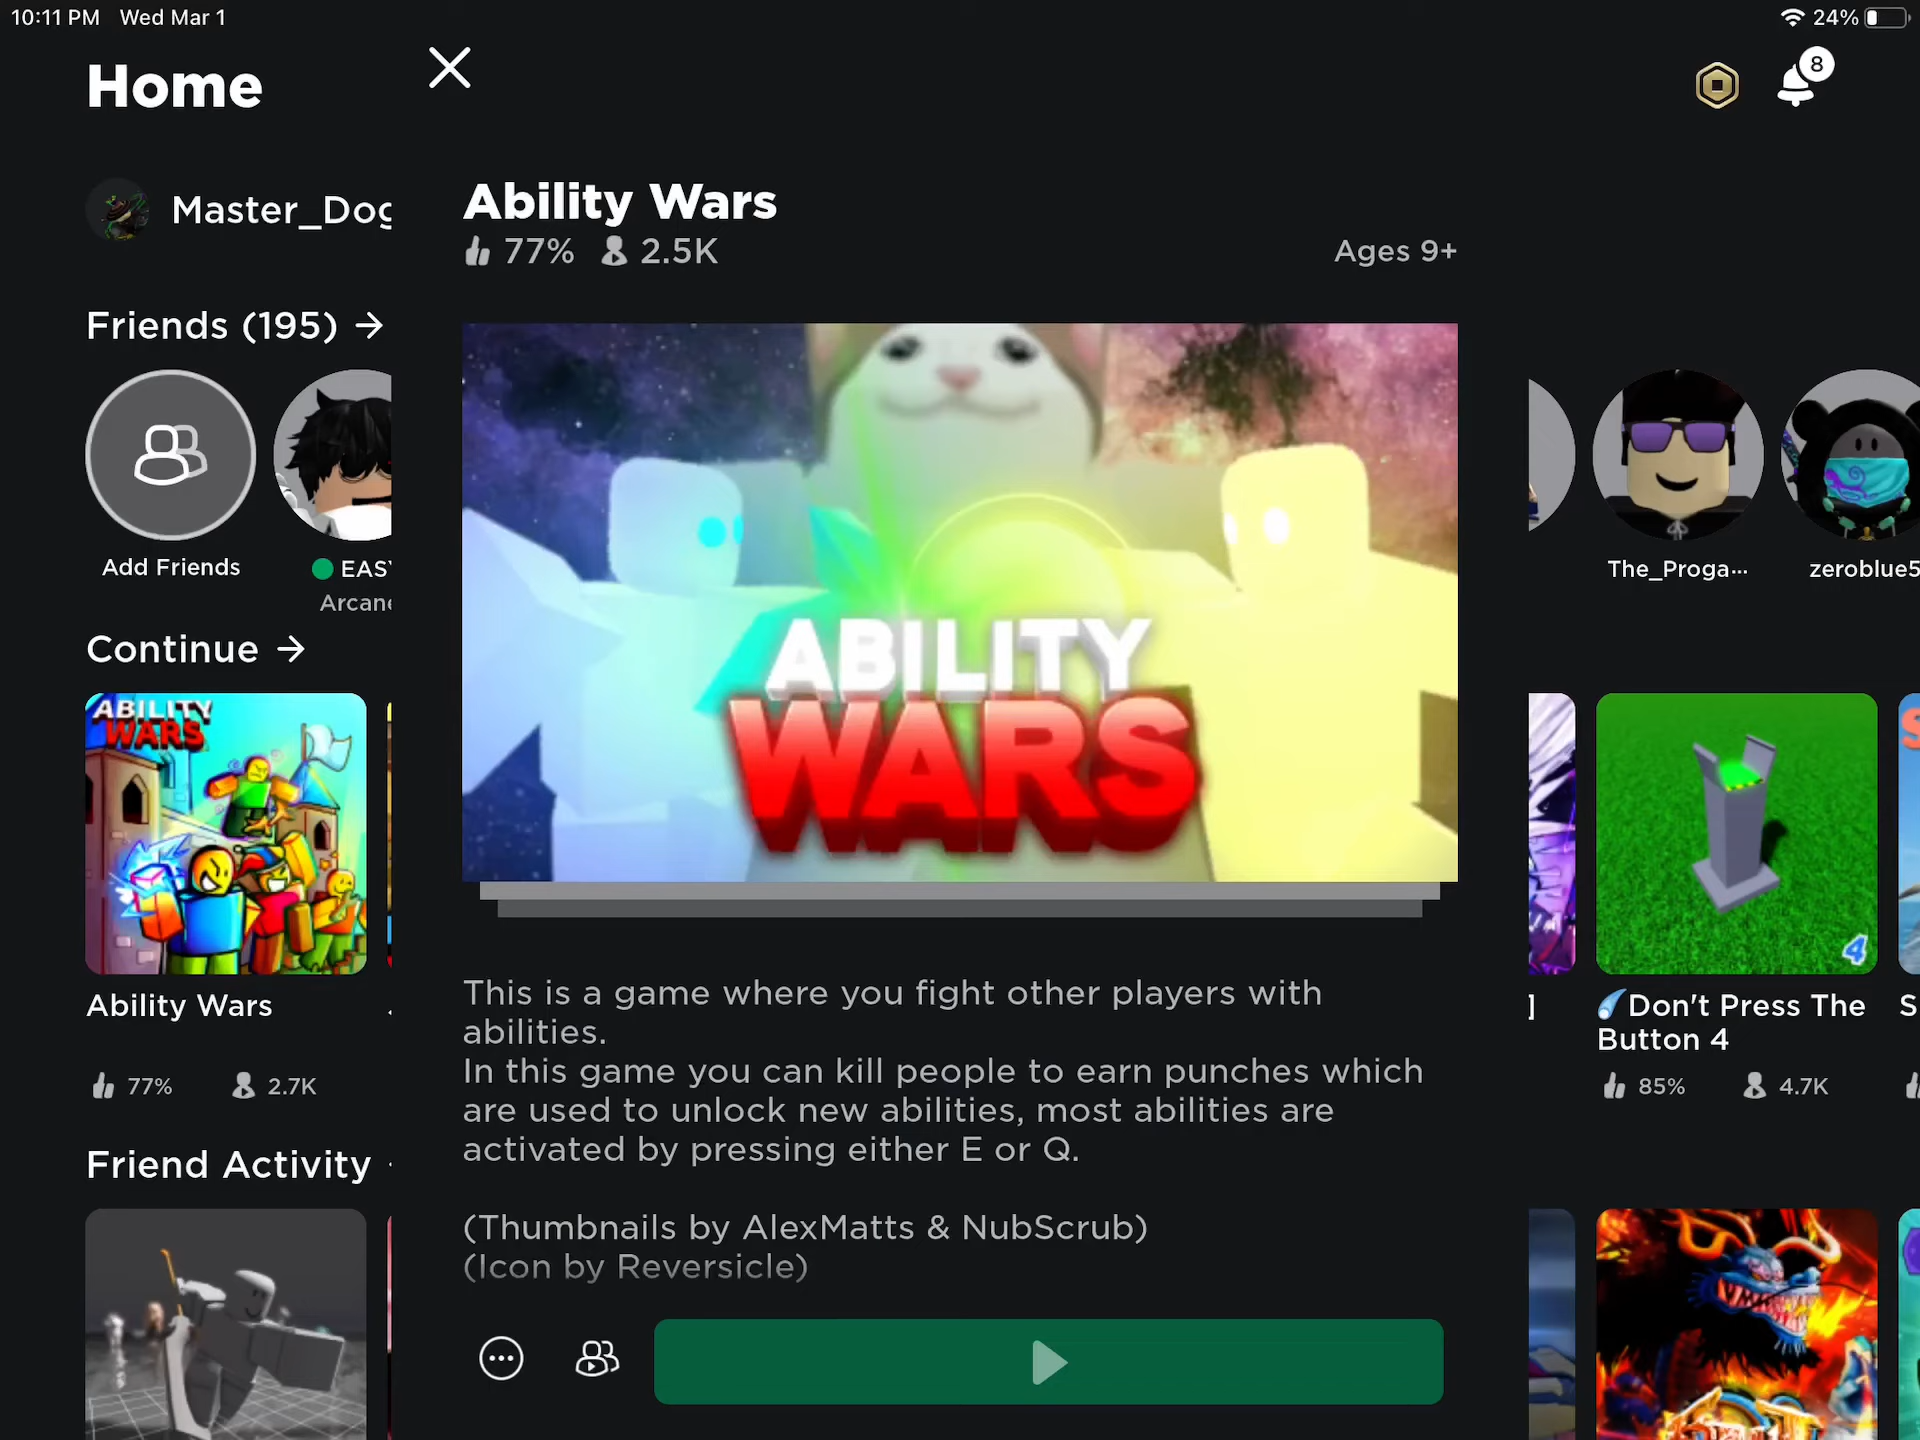 10:11 PM Wed Mar 1
24%
Home
8
Master_Dog
Ability Wars
77% 2.5K
Ages 9+
Friends (195)
Add Friends
EASY
Arcane
The_Proga...
zeroblue5
ABILITY
WARS
Continue
ABILITY
WARS
Ability Wars
77% 2.7K
4
Don't Press The
Button 4
85% 4.7K
]
S
S
This is a game where you fight other players with
abilities.
In this game you can kill people to earn punches which
are used to unlock new abilities, most abilities are
activated by pressing either E or Q.
(Thumbnails by AlexMatts & NubScrub)
(Icon by Reversicle)
Friend Activity